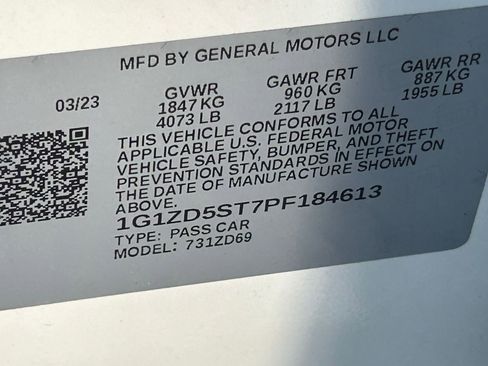 MFD BY GENERAL MOTORS LLC
03/23 GVWR GAWR FRT GAWR RR
1847 KG 960 KG 887 KG
4073 LB 2117 LB 1955 LB
THIS VEHICLE CONFORMS TO ALL
APPLICABLE U.S. FEDERAL MOTOR
VEHICLE SAFETY, BUMPER, AND THEFT
PREVENTION STANDARDS IN EFFECT ON
THE DATE OF MANUFACTURE SHOWN
ABOVE.
1G1ZD5ST7PF184613
TYPE: PASS CAR
MODEL: 731ZD69